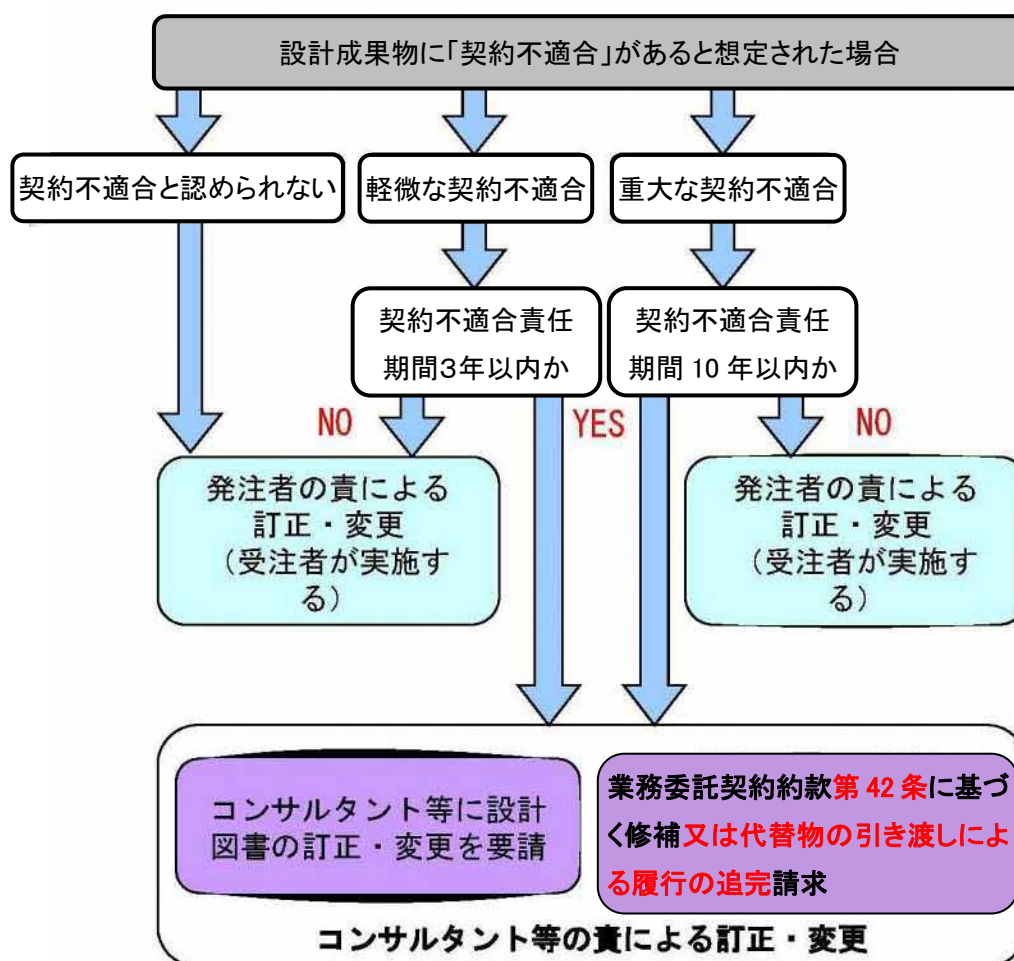 設計成果物に「契約不適合」があると想定された場合
契約不適合と認められない
軽微な契約不適合
重大な契約不適合
契約不適合責任
期間3年以内か
契約不適合責任
期間 10 年以内か
NO
YES
NO
発注者の責による
訂正・変更
（受注者が実施す
る）
発注者の責による
訂正・変更
（受注者が実施す
る）
コンサルタント等に設計
図書の訂正・変更を要請
業務委託契約約款第 42 条に基づ
く修補又は代替物の引き渡しによ
る履行の追完請求
コンサルタント等の責による訂正・変更